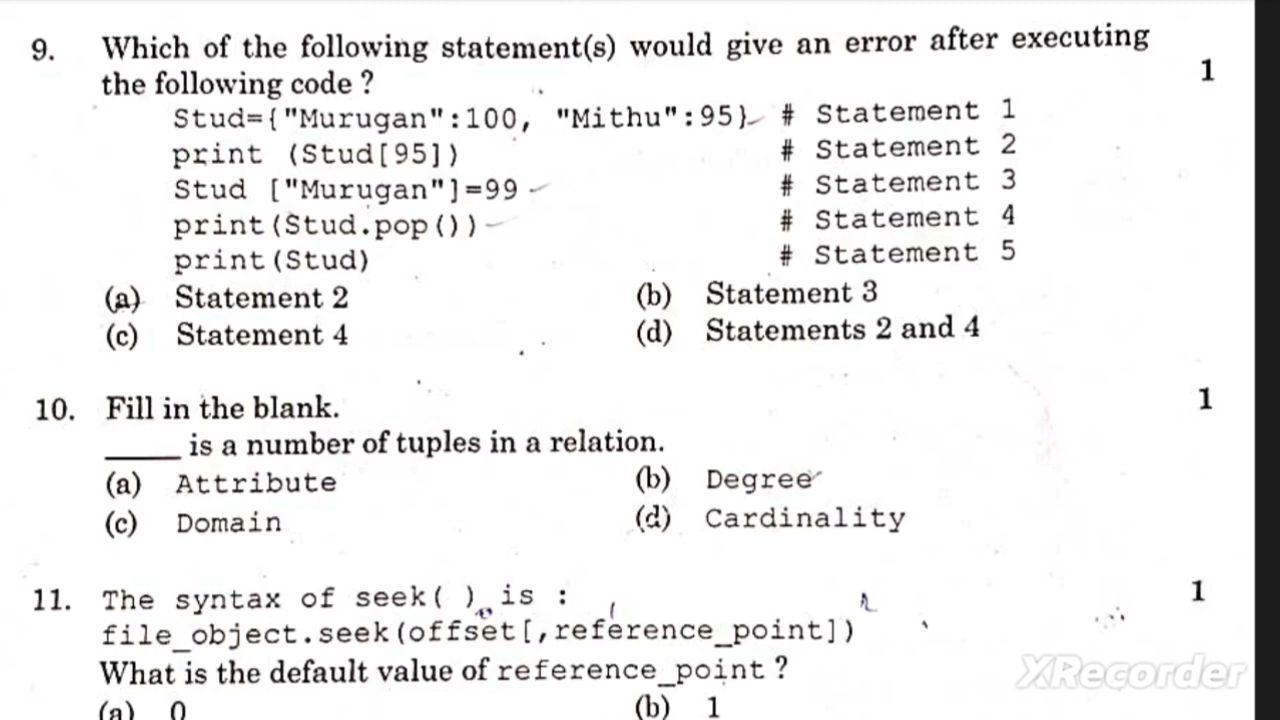 9. Which of the following statement(s) would give an error after executing
the following code ? 1
Stud={"Murugan":100, "Mithu":95} # Statement 1
print (Stud[95]) # Statement 2
Stud ["Murugan"]=99 # Statement 3
print(Stud.pop()) # Statement 4
print(Stud) # Statement 5
(a) Statement 2 (b) Statement 3
(c) Statement 4 (d) Statements 2 and 4
10. Fill in the blank. 1
____ is a number of tuples in a relation.
(a) Attribute (b) Degree
(c) Domain (d) Cardinality
11. The syntax of seek( ) is : 1
file_object.seek(offset[,reference_point])
What is the default value of reference_point ?
(a) 0 (b) 1
XRecorder